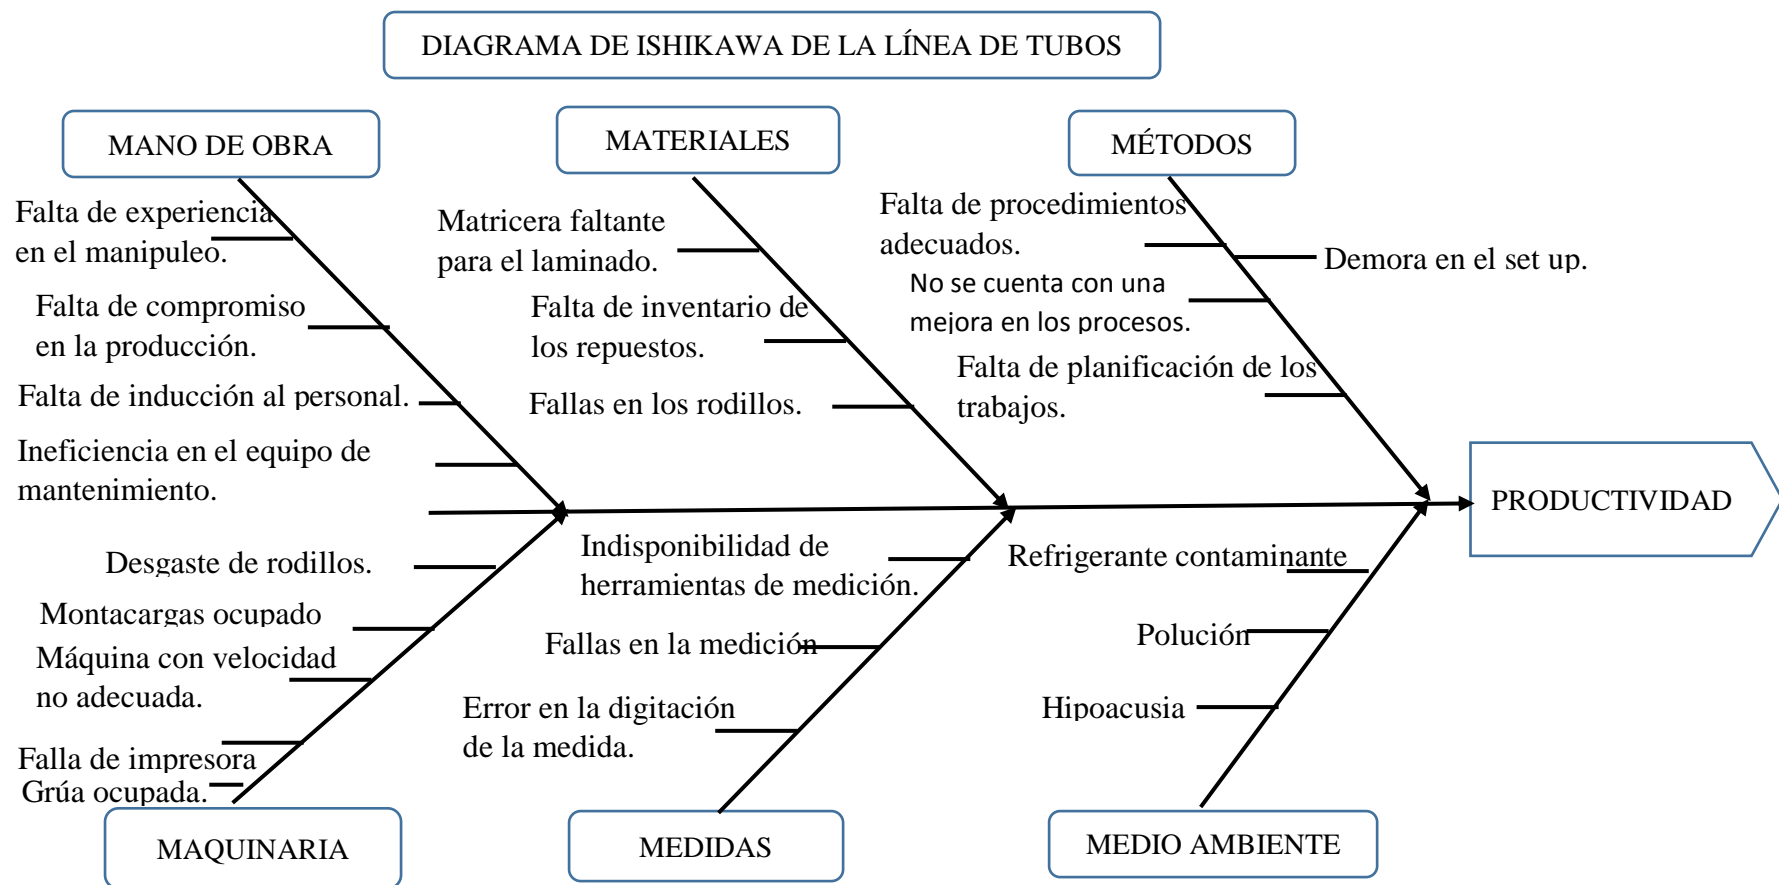 DIAGRAMA DE ISHIKAWA DE LA LÍNEA DE TUBOS
MANO DE OBRA
MATERIALES
MÉTODOS
Falta de experiencia
en el manipuleo.
Falta de compromiso
en la producción.
Falta de inducción al personal.
Ineficiencia en el equipo de
mantenimiento.
Matricera faltante
para el laminado.
Falta de inventario de
los repuestos.
Fallas en los rodillos.
Falta de procedimientos
adecuados.
Demora en el set up.
No se cuenta con una
mejora en los procesos.
Falta de planificación de los
trabajos.
PRODUCTIVIDAD
Desgaste de rodillos.
Montacargas ocupado
Máquina con velocidad
no adecuada.
Falla de impresora
Grúa ocupada.
Indisponibilidad de
herramientas de medición.
Fallas en la medición
Error en la digitación
de la medida.
Refrigerante contaminante
Polución
Hipoacusia
MAQUINARIA
MEDIDAS
MEDIO AMBIENTE